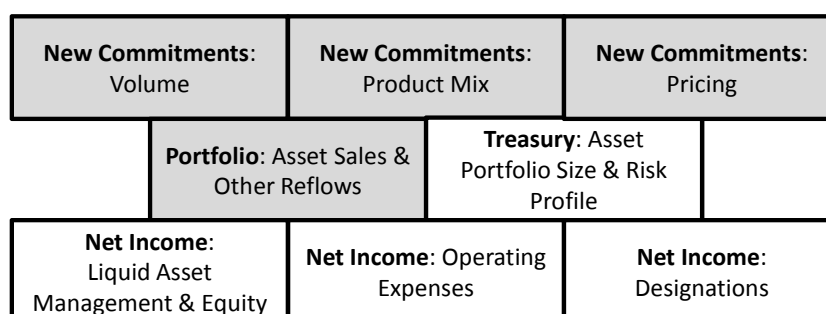 New Commitments:
Volume
New Commitments:
Product Mix
New Commitments:
Pricing
Portfolio: Asset Sales &
Other Reflows
Treasury: Asset
Portfolio Size & Risk
Profile
Net Income:
Liquid Asset
Management & Equity
Net Income: Operating
Expenses
Net Income:
Designations